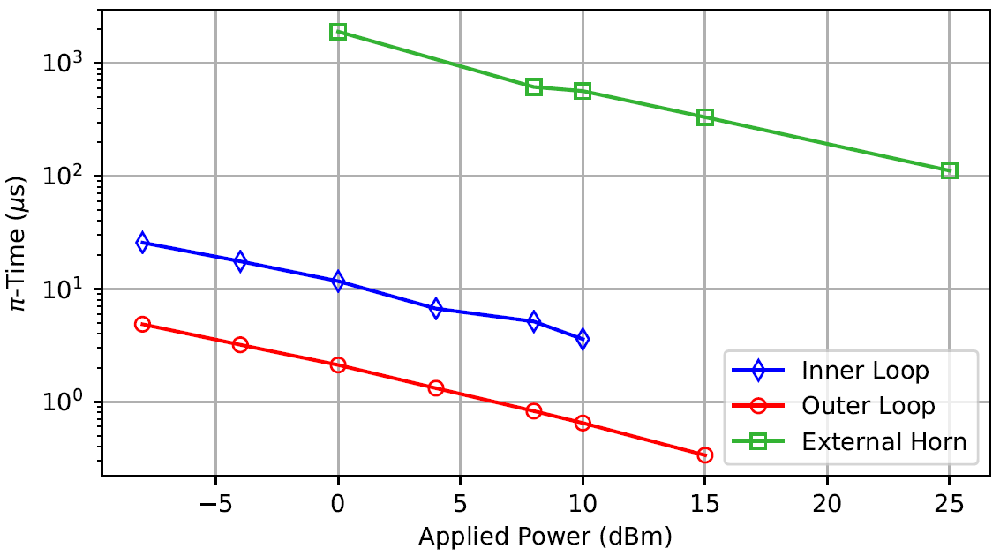 π-Time (μs)
10³
10²
10¹
10⁰
−5 0 5 10 15 20 25
Applied Power (dBm)
Inner Loop
Outer Loop
External Horn